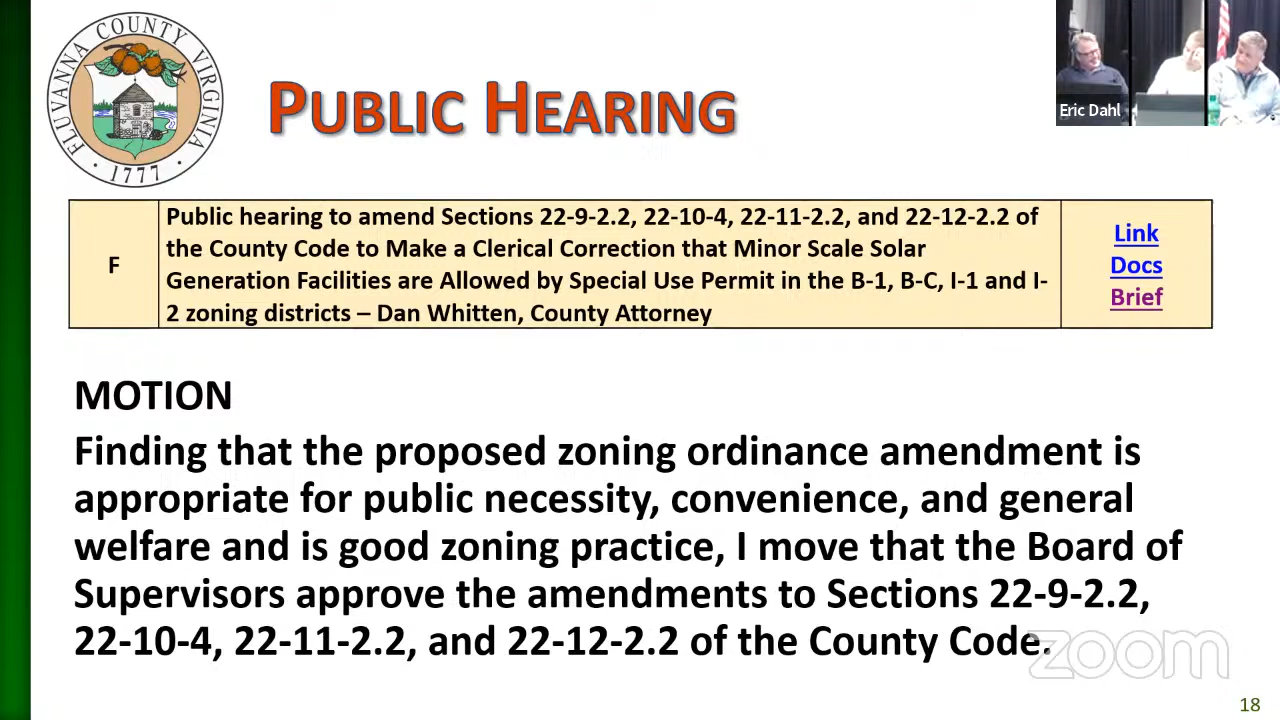 FLUVANNA COUNTY VIRGINIA
1777
PUBLIC HEARING
Eric Dahl
F
Public hearing to amend Sections 22-9-2.2, 22-10-4, 22-11-2.2, and 22-12-2.2 of
the County Code to Make a Clerical Correction that Minor Scale Solar
Generation Facilities are Allowed by Special Use Permit in the B-1, B-C, I-1 and I-
2 zoning districts – Dan Whitten, County Attorney
Link
Docs
Brief
MOTION
Finding that the proposed zoning ordinance amendment is
appropriate for public necessity, convenience, and general
welfare and is good zoning practice, I move that the Board of
Supervisors approve the amendments to Sections 22-9-2.2,
22-10-4, 22-11-2.2, and 22-12-2.2 of the County Code.
zoom
18